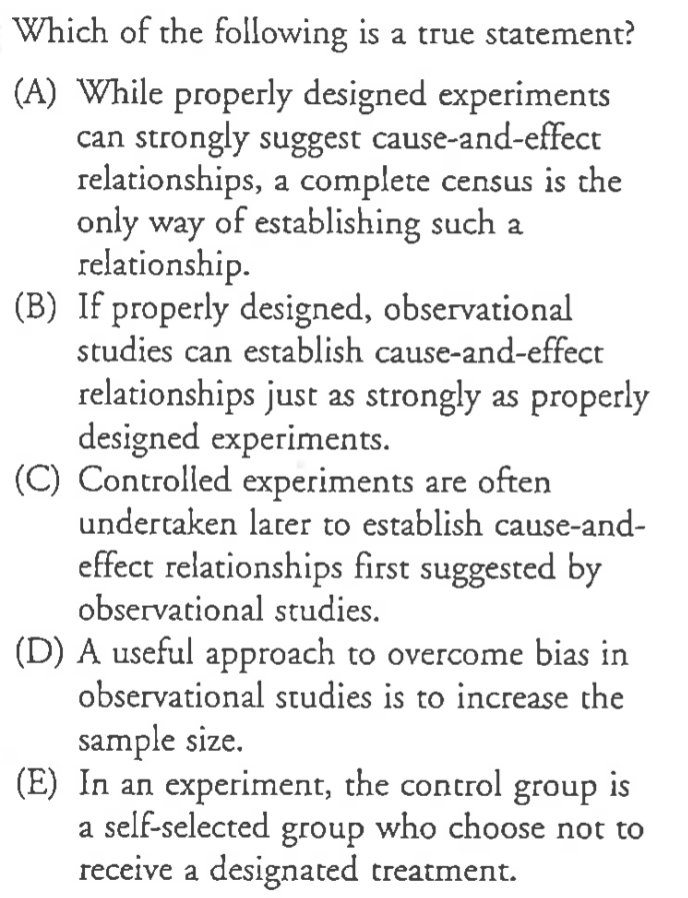 Which of the following is a true statement?
(A) While properly designed experiments
can strongly suggest cause-and-effect
relationships, a complete census is the
only way of establishing such a
relationship.
(B) If properly designed, observational
studies can establish cause-and-effect
relationships just as strongly as properly
designed experiments.
(C) Controlled experiments are often
undertaken later to establish cause-and-
effect relationships first suggested by
observational studies.
(D) A useful approach to overcome bias in
observational studies is to increase the
sample size.
(E) In an experiment, the control group is
a self-selected group who choose not to
receive a designated treatment.